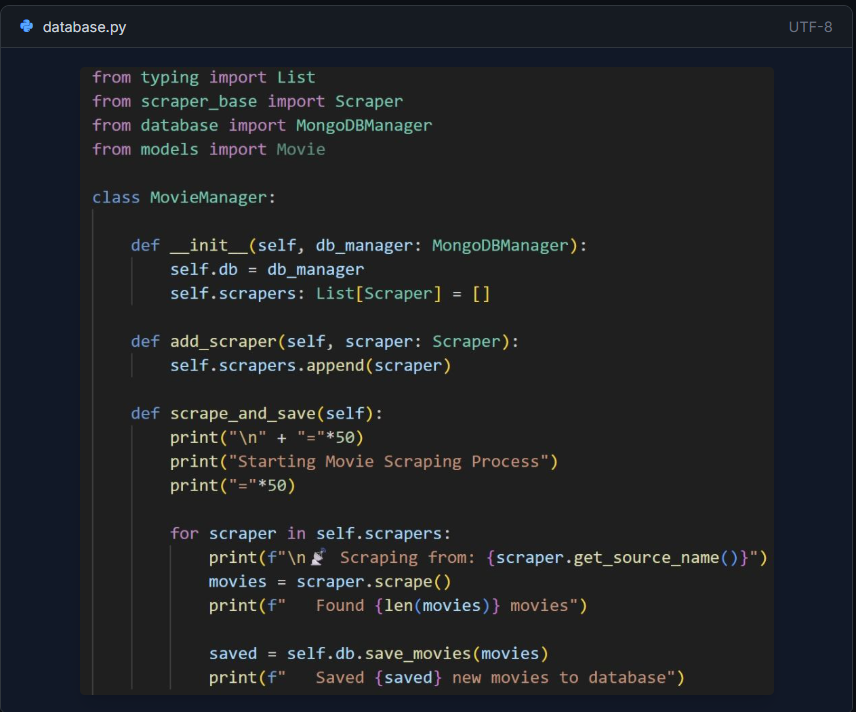 database.py
UTF-8
from typing import List
from scraper_base import Scraper
from database import MongoDBManager
from models import Movie
class MovieManager:
    def __init__(self, db_manager: MongoDBManager):
        self.db = db_manager
        self.scrapers: List[Scraper] = []
    def add_scraper(self, scraper: Scraper):
        self.scrapers.append(scraper)
    def scrape_and_save(self):
        print("\n" + "="*50)
        print("Starting Movie Scraping Process")
        print("="*50)
        for scraper in self.scrapers:
            print(f"\n📡 Scraping from: {scraper.get_source_name()}")
            movies = scraper.scrape()
            print(f"   Found {len(movies)} movies")
            saved = self.db.save_movies(movies)
            print(f"   Saved {saved} new movies to database")